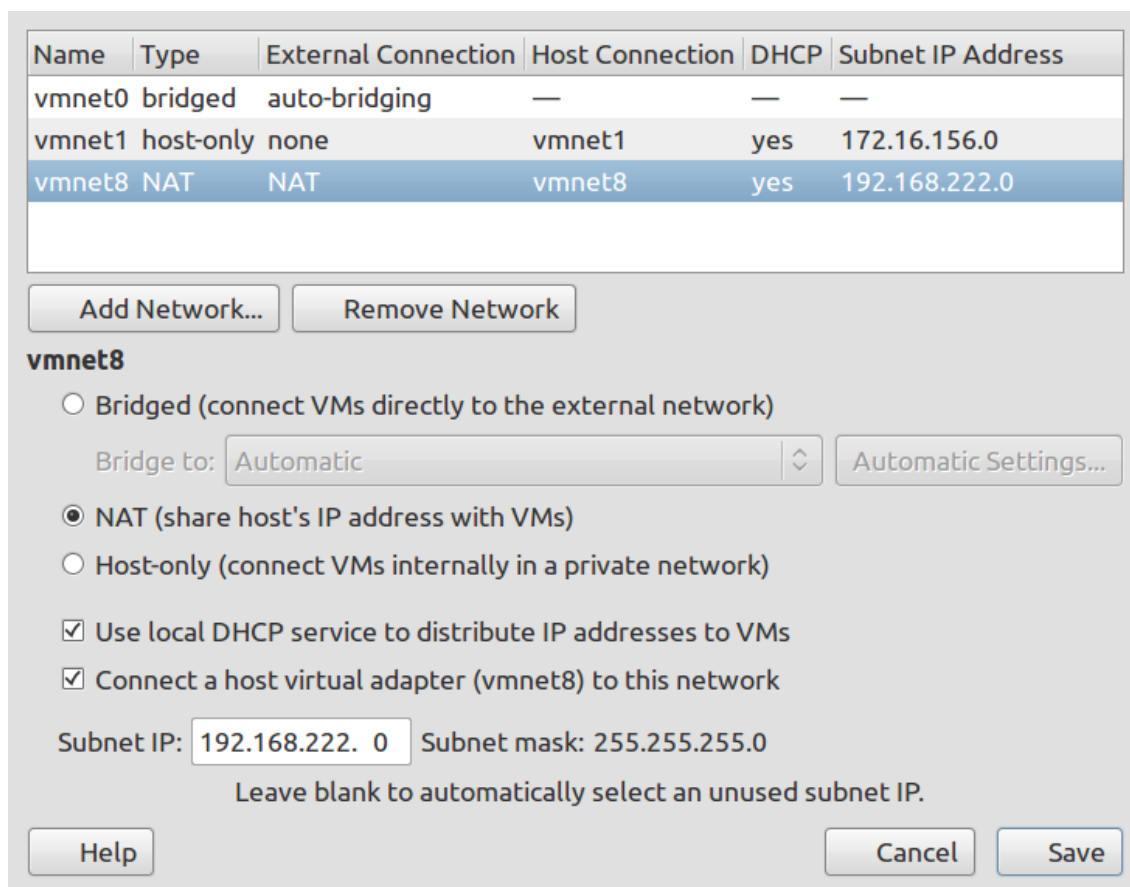 Name Type External Connection Host Connection DHCP Subnet IP Address
vmnet0 bridged auto-bridging — — —
vmnet1 host-only none vmnet1 yes 172.16.156.0
vmnet8 NAT NAT vmnet8 yes 192.168.222.0
Add Network... Remove Network
vmnet8
Bridged (connect VMs directly to the external network)
Bridge to: Automatic Automatic Settings...
NAT (share host's IP address with VMs)
Host-only (connect VMs internally in a private network)
Use local DHCP service to distribute IP addresses to VMs
Connect a host virtual adapter (vmnet8) to this network
Subnet IP: 192.168.222. 0 Subnet mask: 255.255.255.0
Leave blank to automatically select an unused subnet IP.
Help Cancel Save